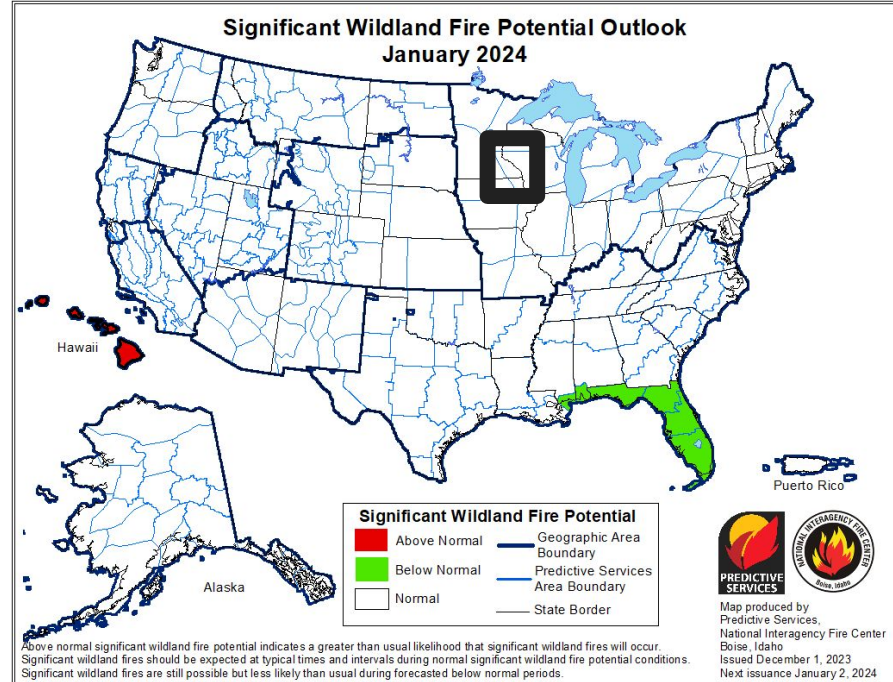 Significant Wildland Fire Potential Outlook
January 2024
Hawaii
Alaska
Puerto Rico
Significant Wildland Fire Potential
Above Normal
Below Normal
Normal
Geographic Area
Boundary
Predictive Services
Area Boundary
State Border
PREDICTIVE
SERVICES
NATIONAL INTERAGENCY FIRE CENTER
Boise, Idaho
Map produced by
Predictive Services,
National Interagency Fire Center
Boise, Idaho
Issued December 1, 2023
Next issuance January 2, 2024
Above normal significant wildland fire potential indicates a greater than usual likelihood that significant wildland fires will occur.
Significant wildland fires should be expected at typical times and intervals during normal significant wildland fire potential conditions.
Significant wildland fires are still possible but less likely than usual during forecasted below normal periods.